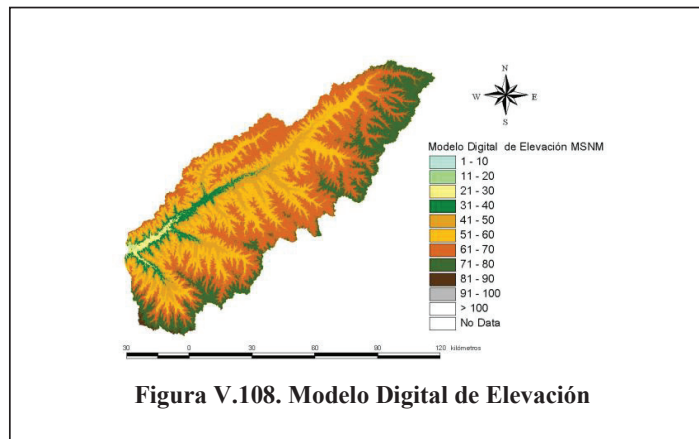 N
W E
S
Modelo Digital de Elevación MSNM
1 - 10
11 - 20
21 - 30
31 - 40
41 - 50
51 - 60
61 - 70
71 - 80
81 - 90
91 - 100
> 100
No Data
30 0 30 60 90 120 kilómetros
Figura V.108. Modelo Digital de Elevación